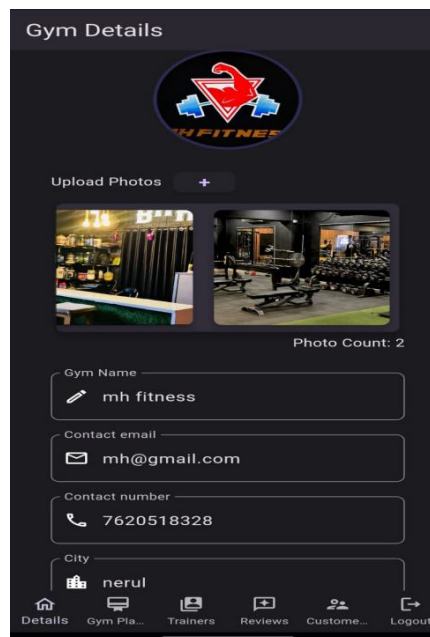 Gym Details
MH FITNES
Upload Photos +
Photo Count: 2
Gym Name
mh fitness
Contact email
mh@gmail.com
Contact number
7620518328
City
nerul
Details Gym Pla... Trainers Reviews Custome... Logout